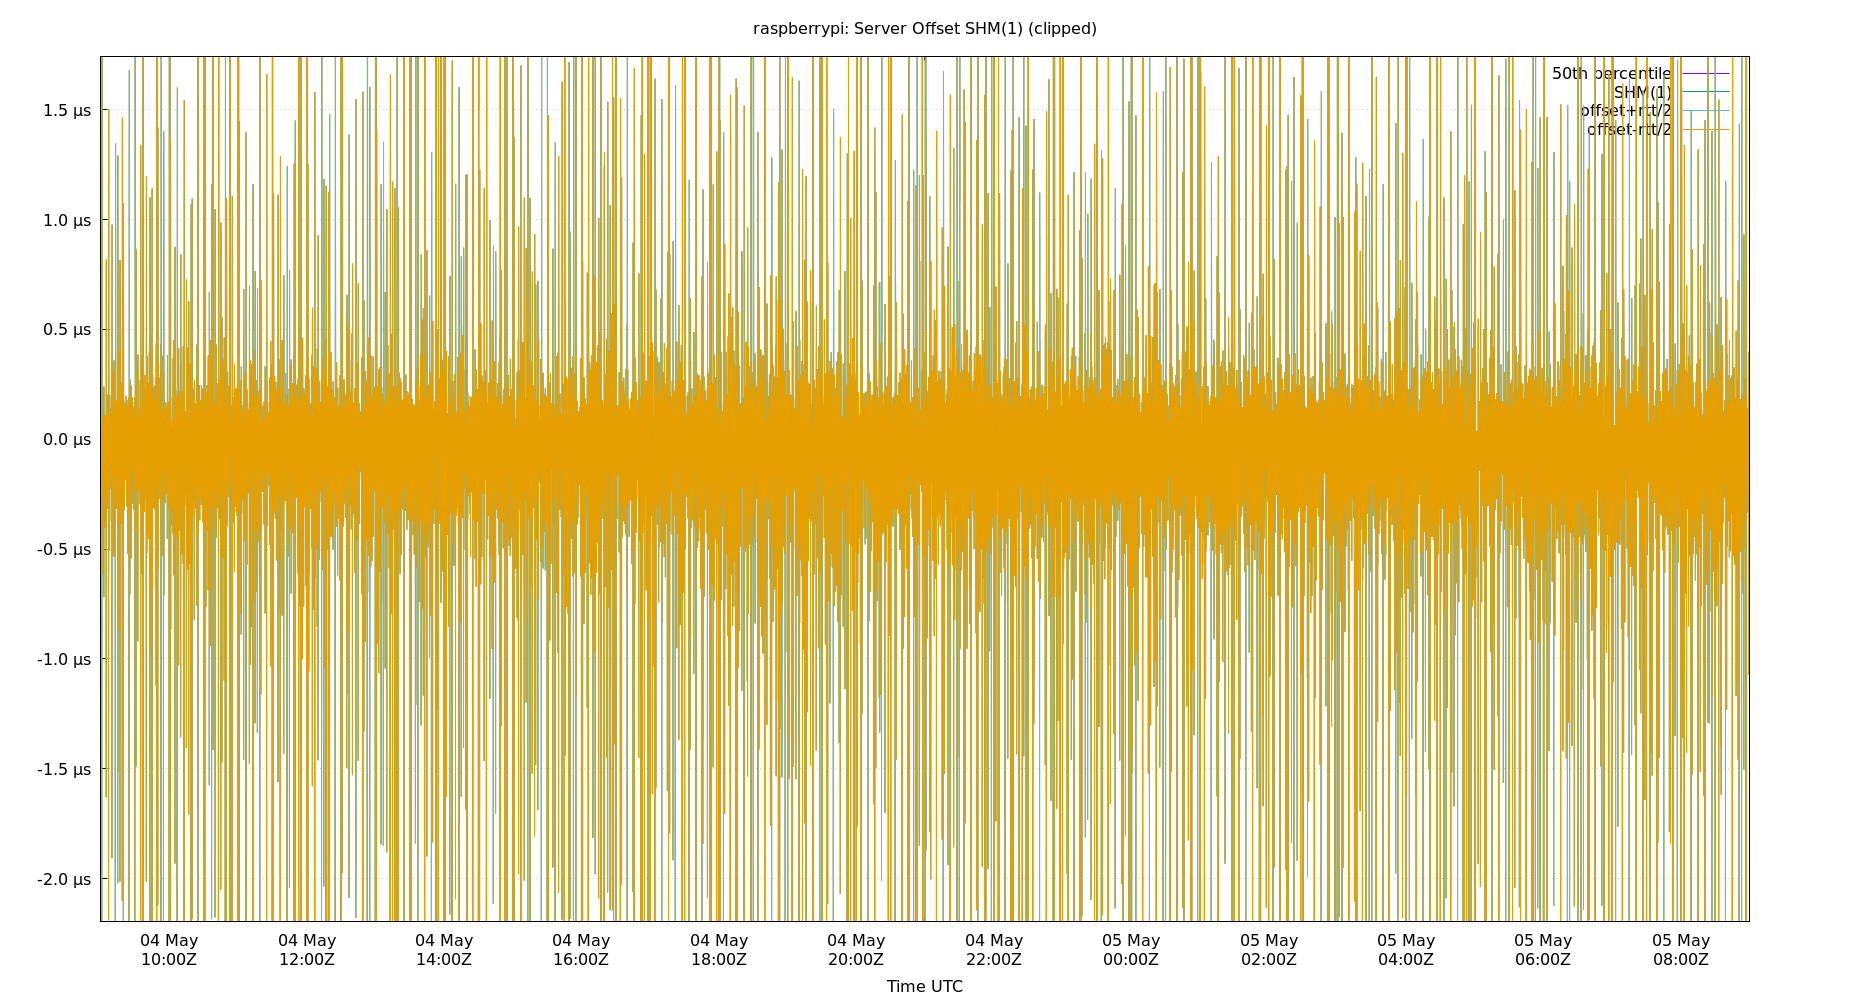 raspberrypi: Server Offset SHM(1) (clipped)
50th percentile
SHM(1)
offset+rtt/2
offset-rtt/2
1.5 µs
1.0 µs
0.5 µs
0.0 µs
-0.5 µs
-1.0 µs
-1.5 µs
-2.0 µs
04 May 04 May 04 May 04 May 04 May 04 May 04 May 05 May 05 May 05 May 05 May 05 May
10:00Z 12:00Z 14:00Z 16:00Z 18:00Z 20:00Z 22:00Z 00:00Z 02:00Z 04:00Z 06:00Z 08:00Z
Time UTC